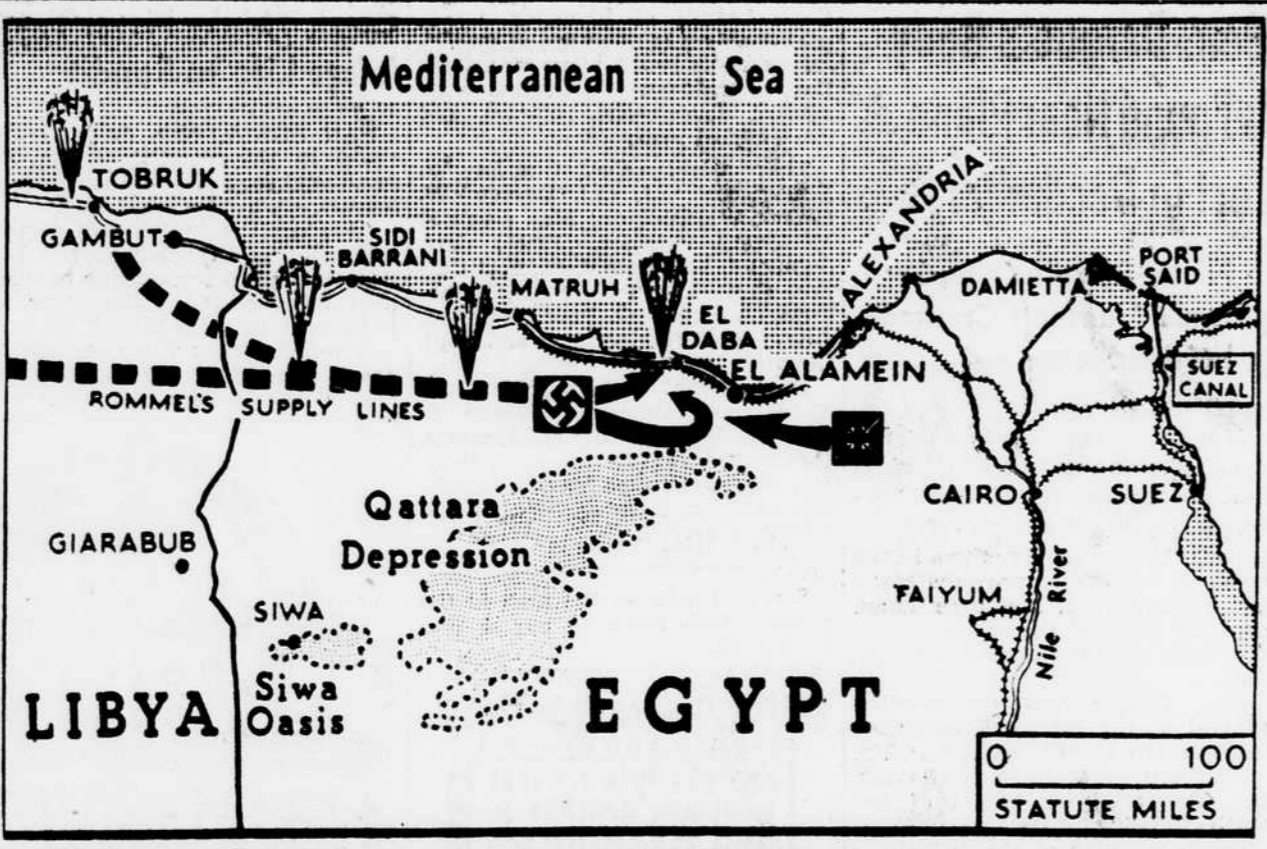 Mediterranean Sea
TOBRUK
GAMBUT
SIDI
BARRANI
MATRUH
EL
DABA
EL ALAMEIN
ALEXANDRIA
DAMIETTA
PORT
SAID
SUEZ
CANAL
ROMMEL'S SUPPLY LINES
Qattara
Depression
CAIRO
SUEZ
GIARABUB
SIWA
Siwa
Oasis
FAIYUM
Nile River
LIBYA
EGYPT
0 100
STATUTE MILES